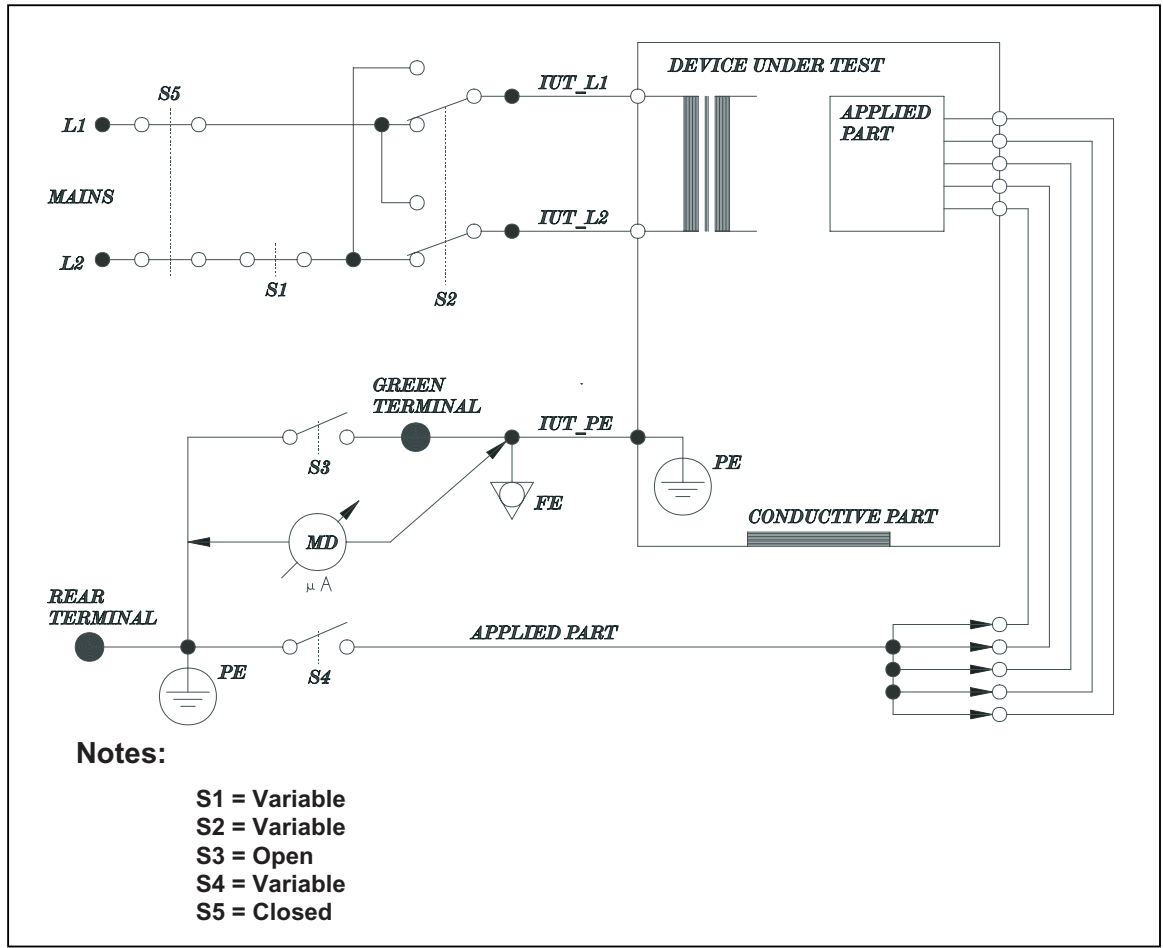 DEVICE UNDER TEST
IUT_L1
S5
L1
APPLIED
PART
MAINS
IUT_L2
L2
S1
S2
GREEN
TERMINAL
IUT_PE
S3
PE
FE
CONDUCTIVE PART
MD
μ A
REAR
TERMINAL
APPLIED PART
PE
S4
Notes:
S1 = Variable
S2 = Variable
S3 = Open
S4 = Variable
S5 = Closed